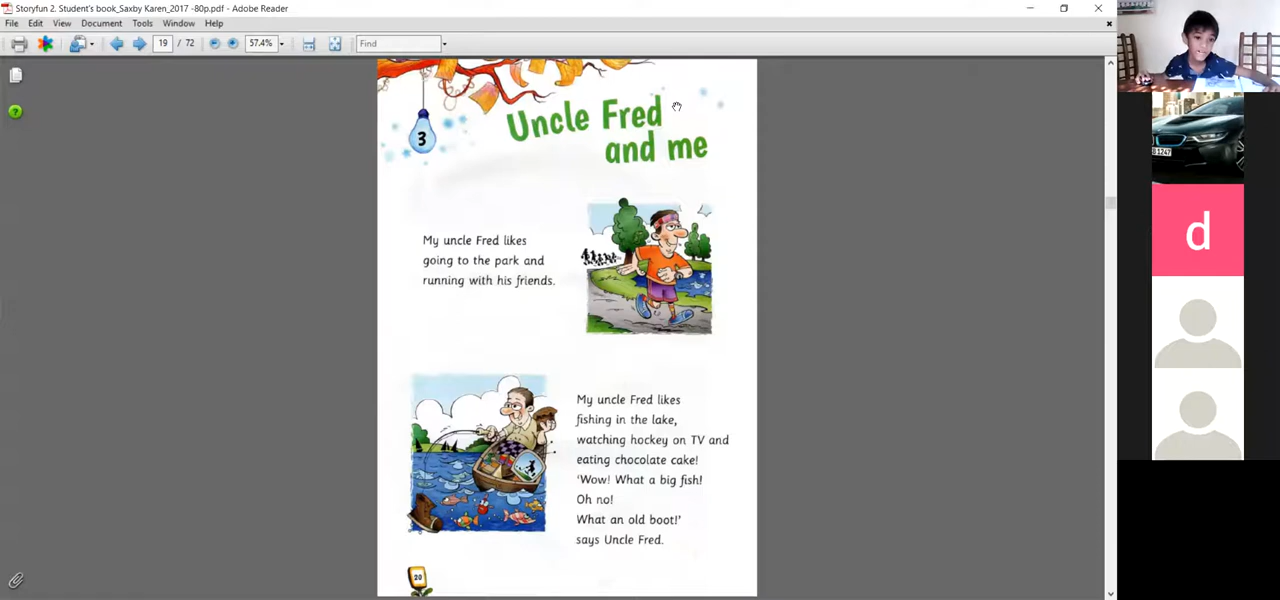 Storyfun 2. Student's book_Saxby Karen_2017 -80p.pdf - Adobe Reader
File Edit View Document Tools Window Help
19 / 72 57.4% Find
3
Uncle Fred
and me
My uncle Fred likes
going to the park and
running with his friends.
My uncle Fred likes
fishing in the lake,
watching hockey on TV and
eating chocolate cake!
'Wow! What a big fish!
Oh no!
What an old boot!'
says Uncle Fred.
20
d